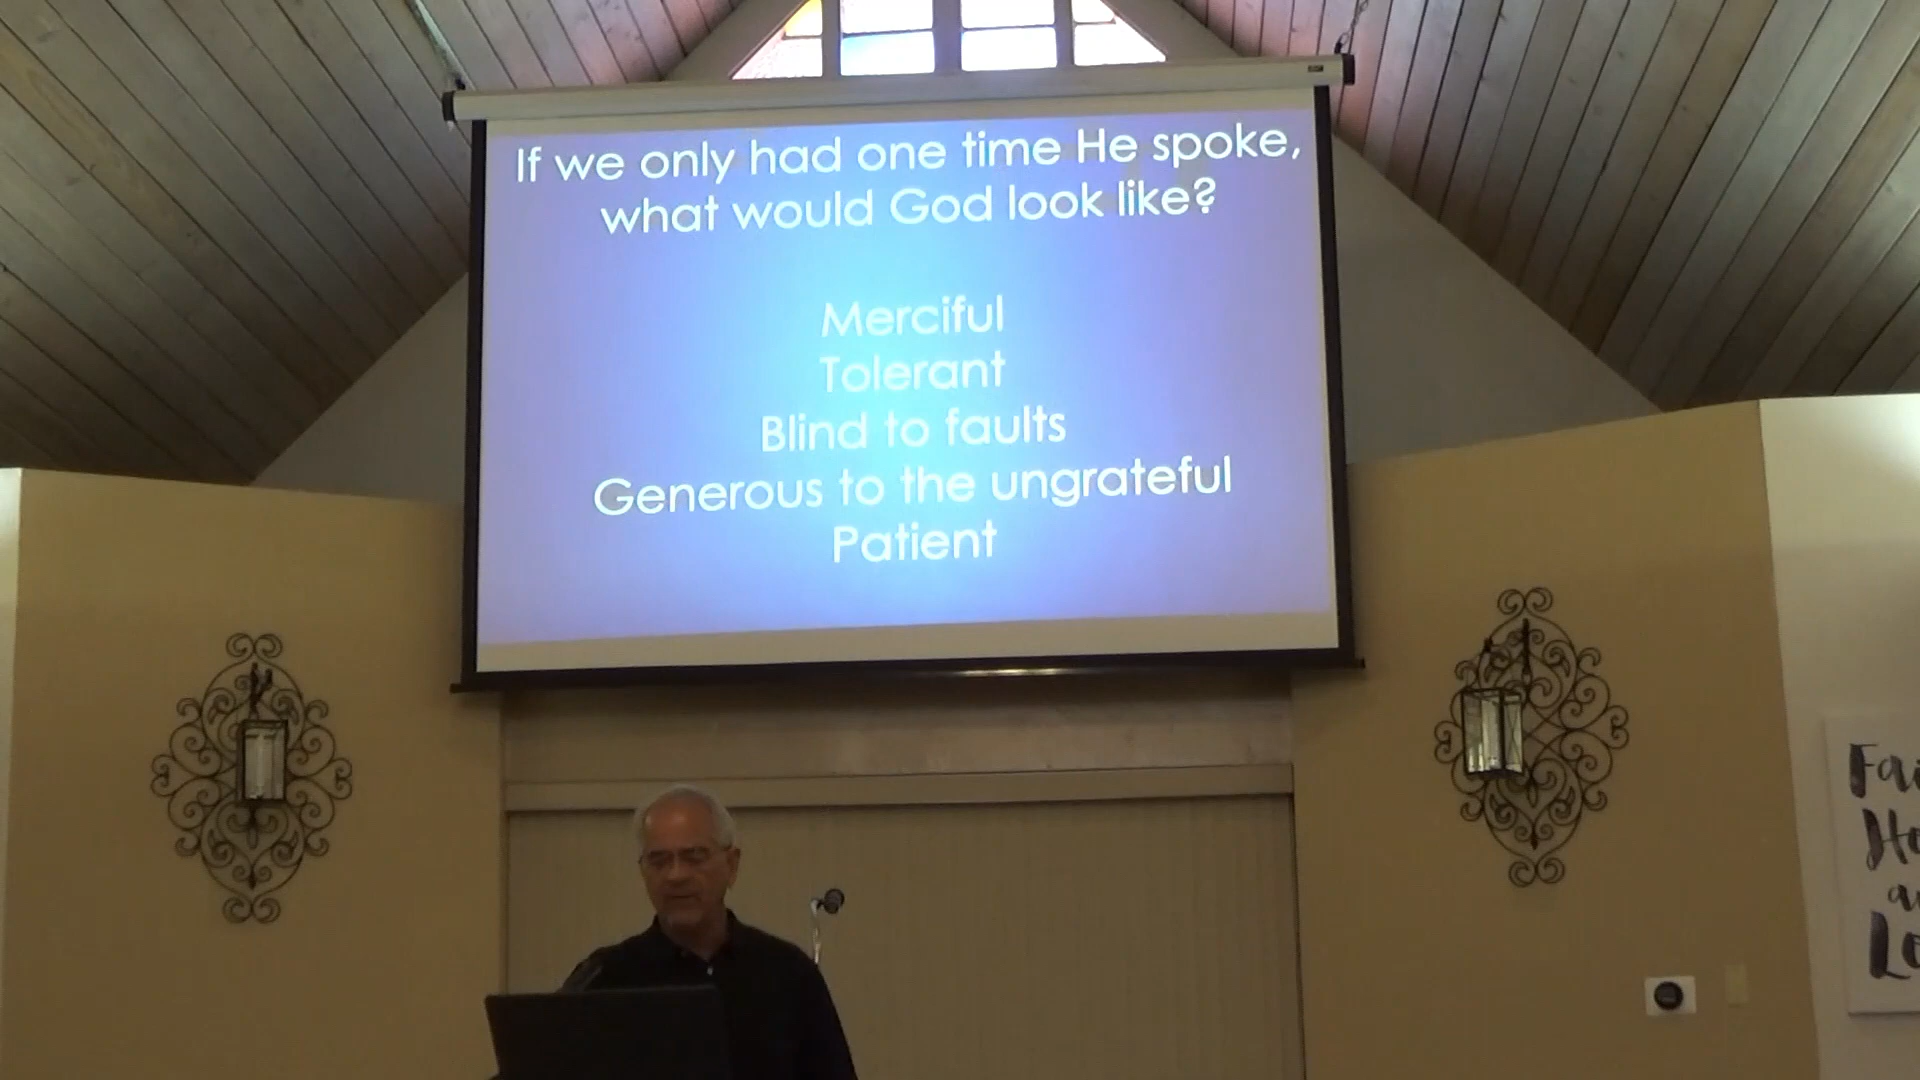 If we only had one time He spoke,
what would God look like?
Merciful
Tolerant
Blind to faults
Generous to the ungrateful
Patient